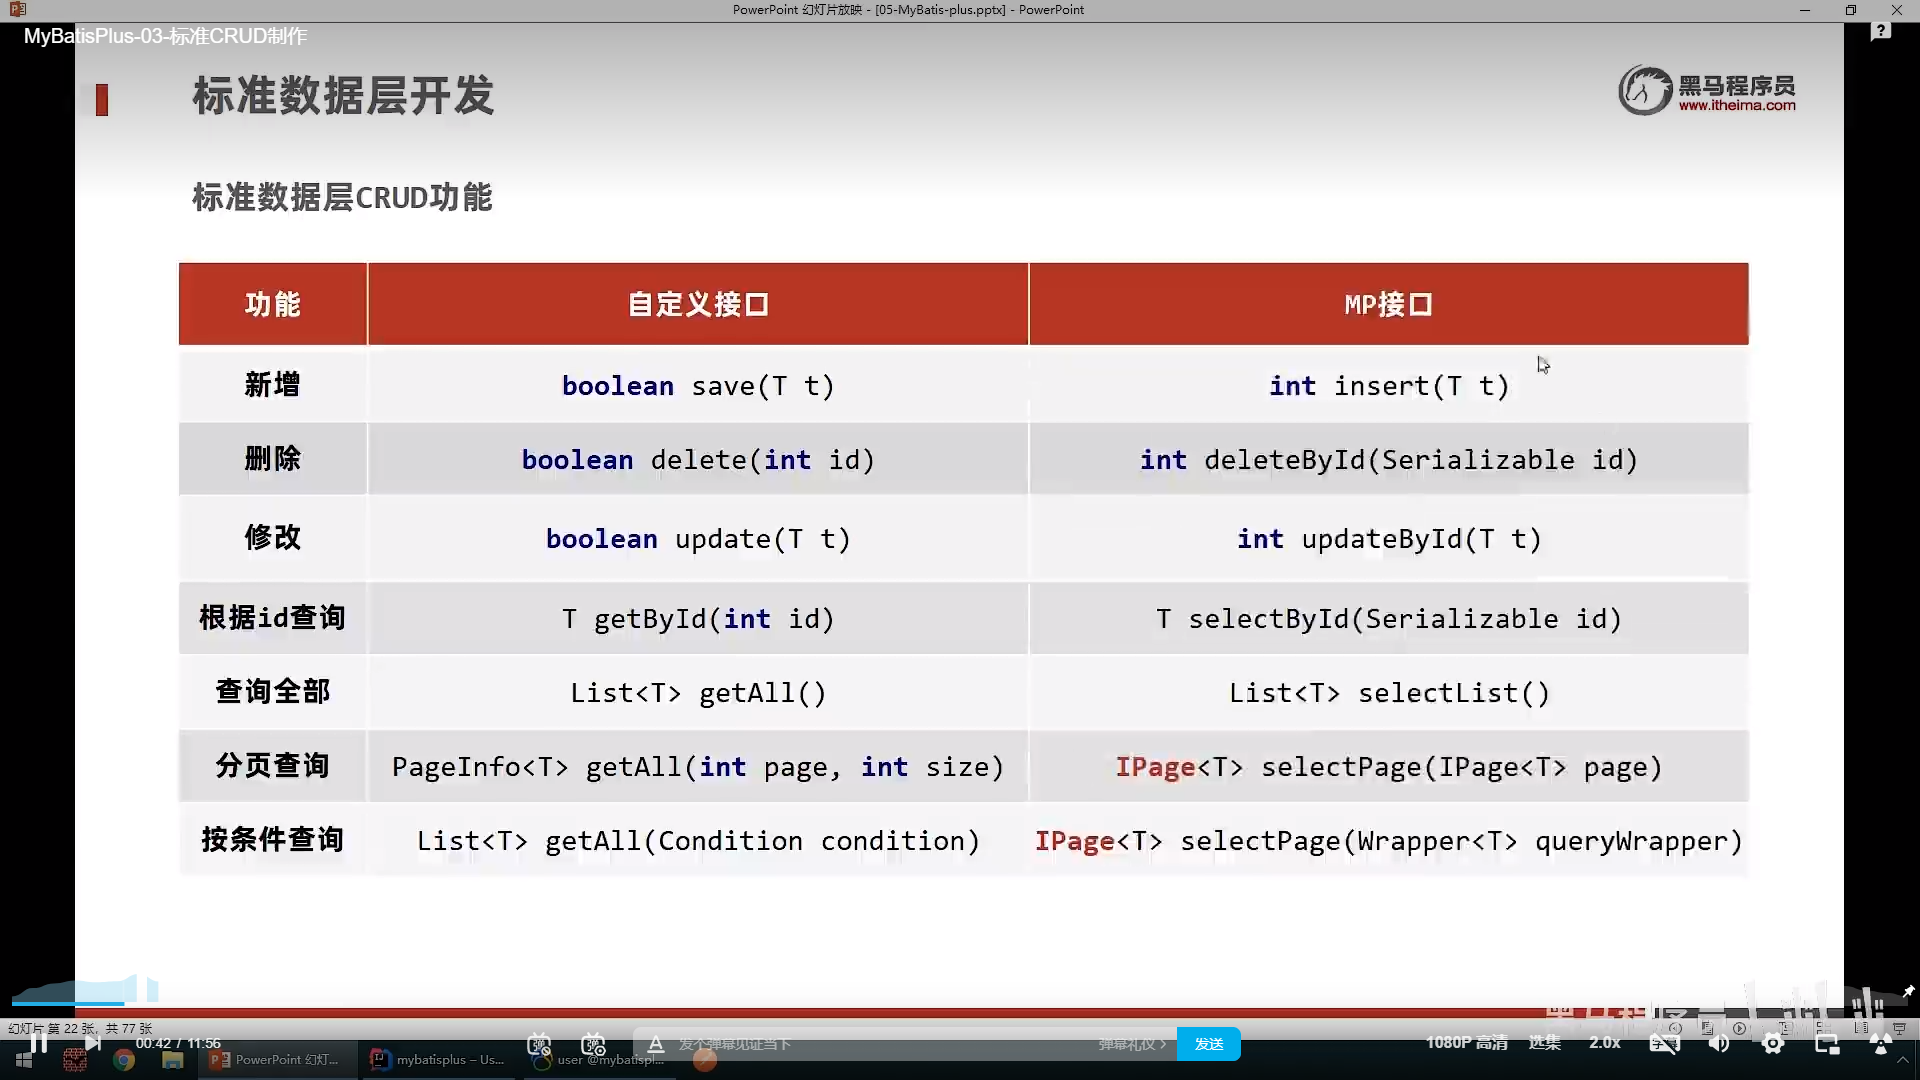 PowerPoint 幻灯片放映 - [05-MyBatis-plus.pptx] - PowerPoint
MyBatisPlus-03-标准CRUD制作
标准数据层开发
黑马程序员
www.itheima.com
标准数据层CRUD功能
功能 自定义接口 MP接口
新增 boolean save(T t) int insert(T t)
删除 boolean delete(int id) int deleteById(Serializable id)
修改 boolean update(T t) int updateById(T t)
根据id查询 T getById(int id) T selectById(Serializable id)
查询全部 List<T> getAll() List<T> selectList()
分页查询 PageInfo<T> getAll(int page, int size) IPage<T> selectPage(IPage<T> page)
按条件查询 List<T> getAll(Condition condition) IPage<T> selectPage(Wrapper<T> queryWrapper)
幻灯片 第 22 张，共 77 张
00:42 / 11:56
发个弹幕见证当下
弹幕礼仪 >
发送
1080P 高清
选集
2.0x
PowerPoint 幻灯...
mybatisplus – Us...
user @mybatispl...